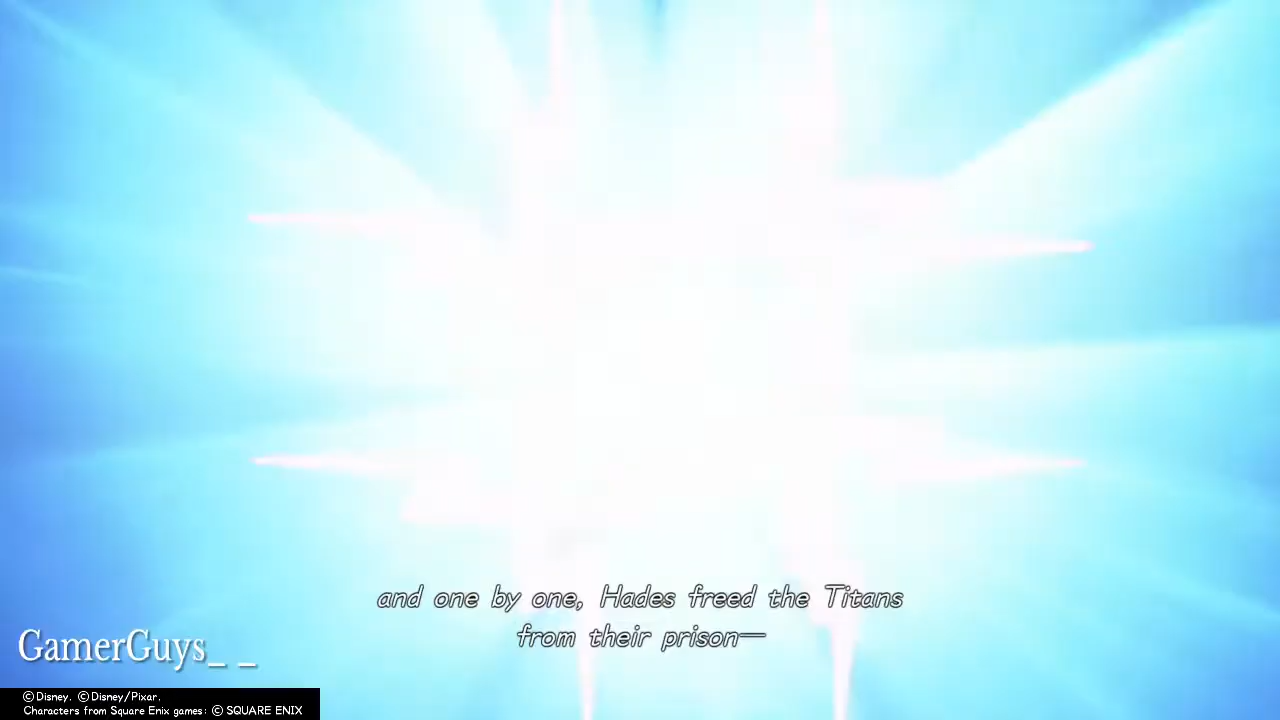 and one by one, Hades freed the Titans
from their prison—
GamerGuys_ _
©Disney. ©Disney/Pixar.
Characters from Square Enix games: © SQUARE ENIX